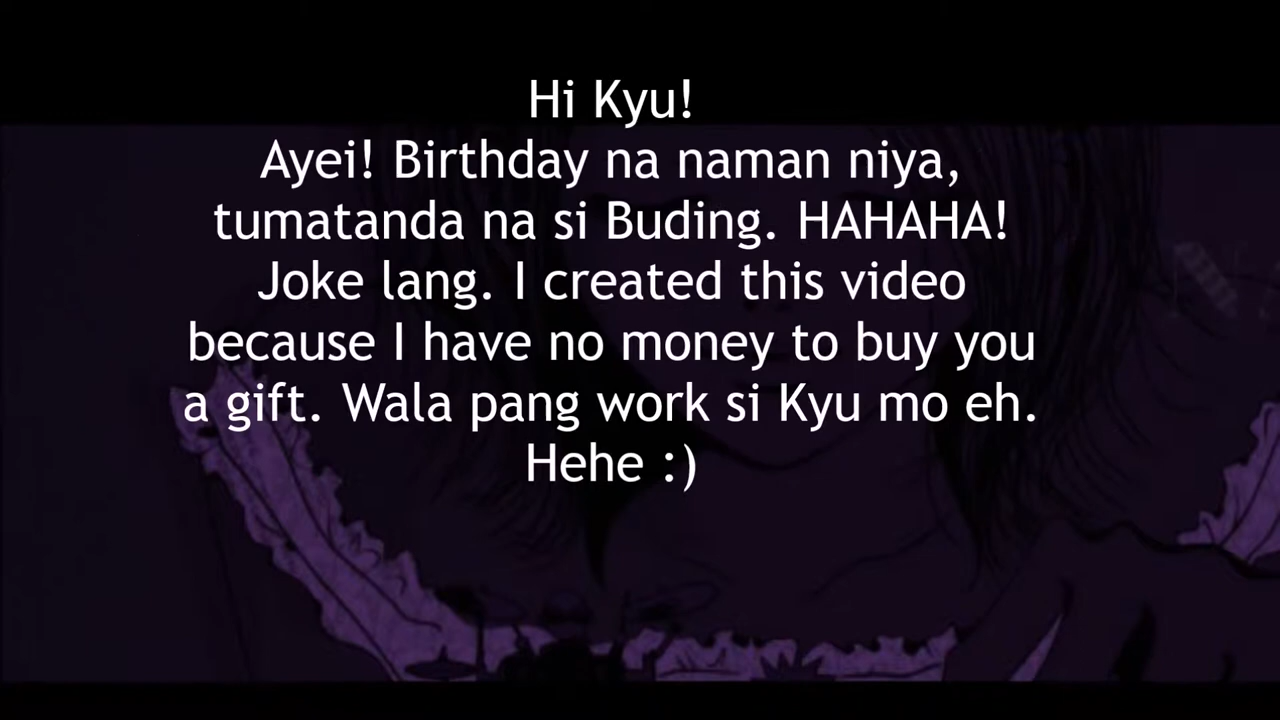 Hi Kyu!
Ayei! Birthday na naman niya,
tumatanda na si Buding. HAHAHA!
Joke lang. I created this video
because I have no money to buy you
a gift. Wala pang work si Kyu mo eh.
Hehe :)